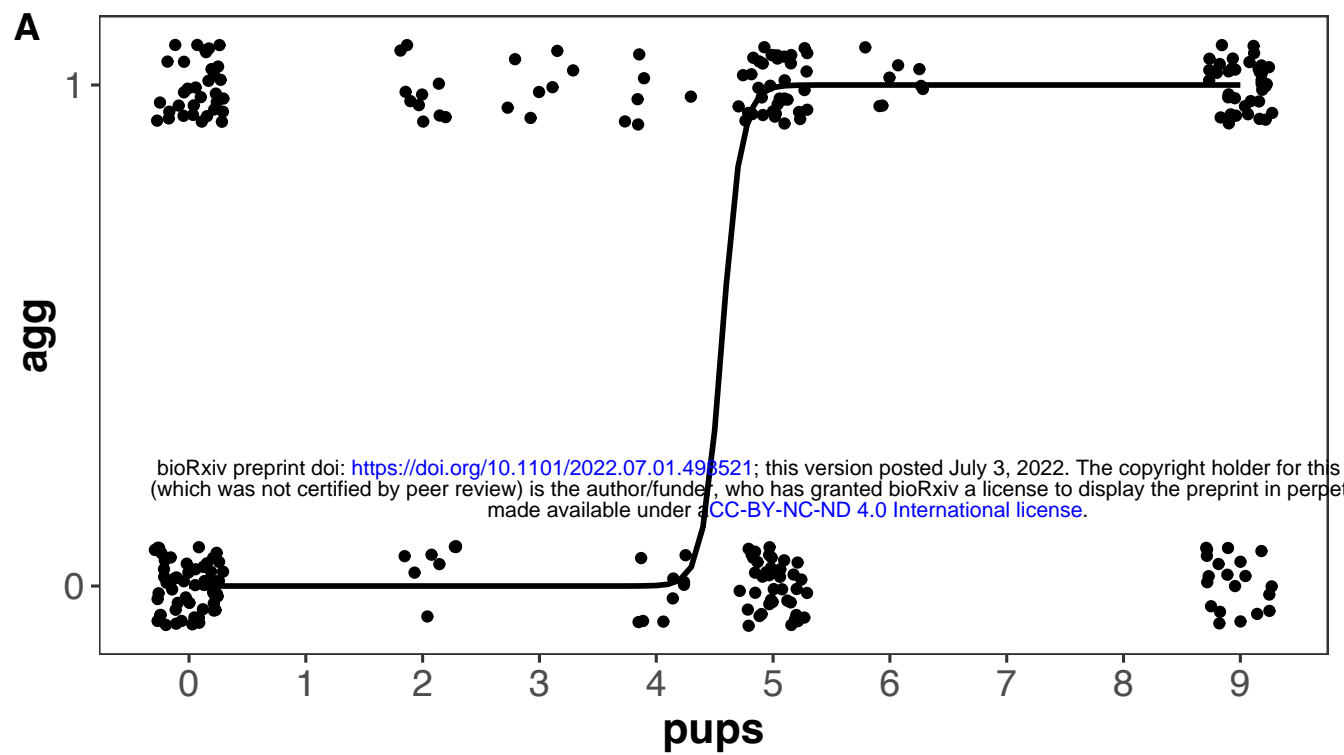 A
1
agg
bioRxiv preprint doi: https://doi.org/10.1101/2022.07.01.498521; this version posted July 3, 2022. The copyright holder for this
(which was not certified by peer review) is the author/funder, who has granted bioRxiv a license to display the preprint in
made available under aCC-BY-NC-ND 4.0 International license.
0
0 1 2 3 4 5 6 7 8 9
pups